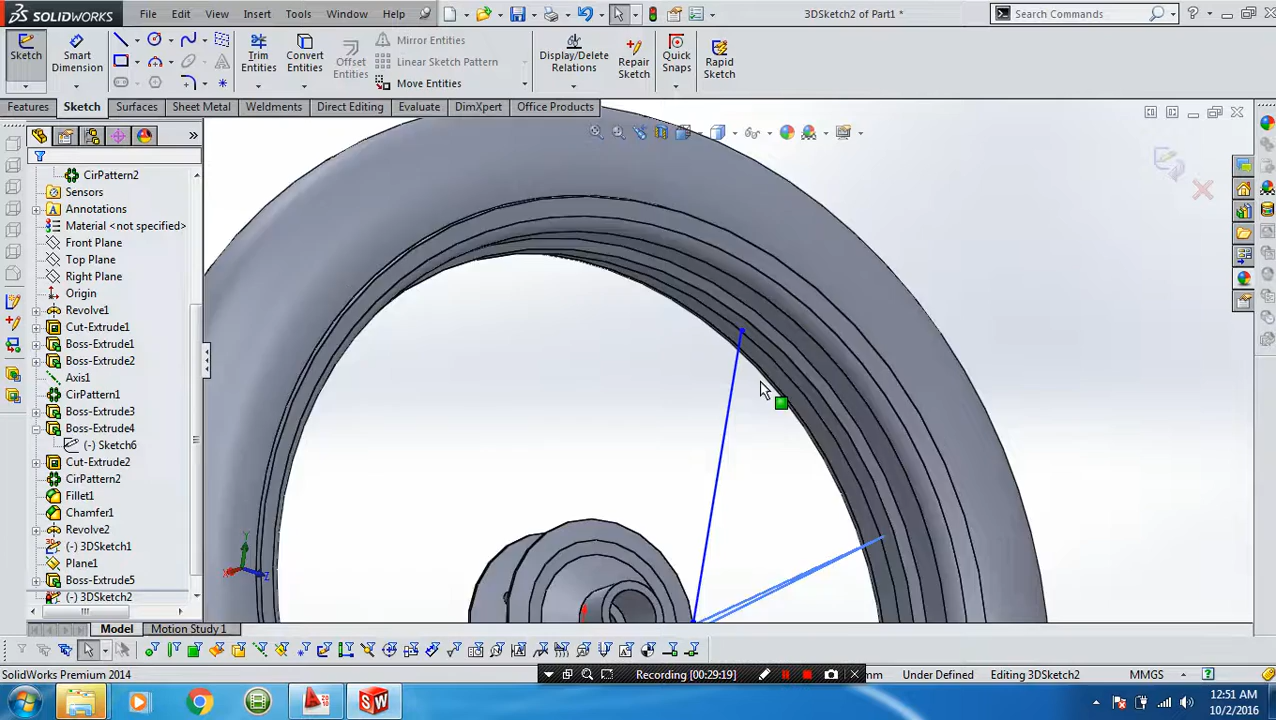 SOLIDWORKS File Edit View Insert Tools Window Help 3DSketch2 of Part1 * Search Commands
Sketch Smart Dimension Trim Entities Convert Entities Offset Entities Mirror Entities Linear Sketch Pattern Move Entities Display/Delete Relations Repair Sketch Quick Snaps Rapid Sketch
Features Sketch Surfaces Sheet Metal Weldments Direct Editing Evaluate DimXpert Office Products
CirPattern2
Sensors
Annotations
Material <not specified>
Front Plane
Top Plane
Right Plane
Origin
Revolve1
Cut-Extrude1
Boss-Extrude1
Boss-Extrude2
Axis1
CirPattern1
Boss-Extrude3
Boss-Extrude4
(-) Sketch6
Cut-Extrude2
CirPattern2
Fillet1
Chamfer1
Revolve2
(-) 3DSketch1
Plane1
Boss-Extrude5
(-) 3DSketch2
Y
X
Z
Model Motion Study 1
SolidWorks Premium 2014 Recording [00:29:19] mm Under Defined Editing 3DSketch2 MMGS
12:51 AM
10/2/2016